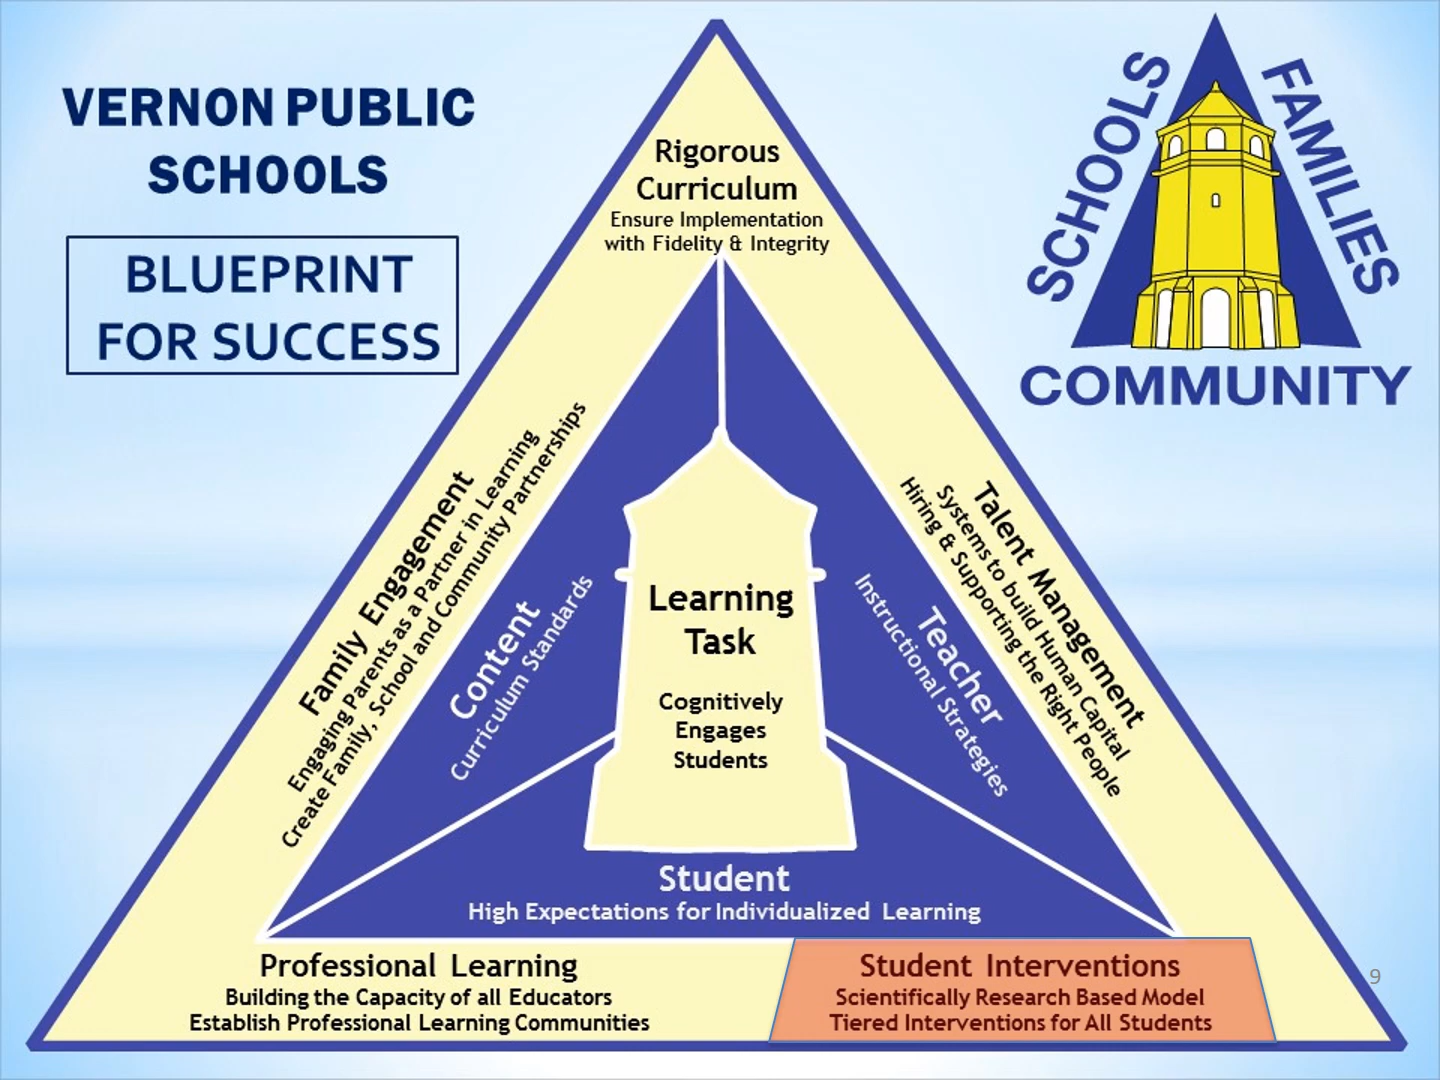 VERNON PUBLIC
SCHOOLS
BLUEPRINT
FOR SUCCESS
SCHOOLS
FAMILIES
COMMUNITY
Rigorous
Curriculum
Ensure Implementation
with Fidelity & Integrity
Family Engagement
Engaging Parents as a Partner in Learning
Create Family, School and Community Partnerships
Talent Management
Systems to build Human Capital
Hiring & Supporting the Right People
Content
Curriculum Standards
Learning
Task
Cognitively
Engages
Students
Teacher
Instructional Strategies
Student
High Expectations for Individualized Learning
Professional Learning
Building the Capacity of all Educators
Establish Professional Learning Communities
Student Interventions
Scientifically Research Based Model
Tiered Interventions for All Students
9